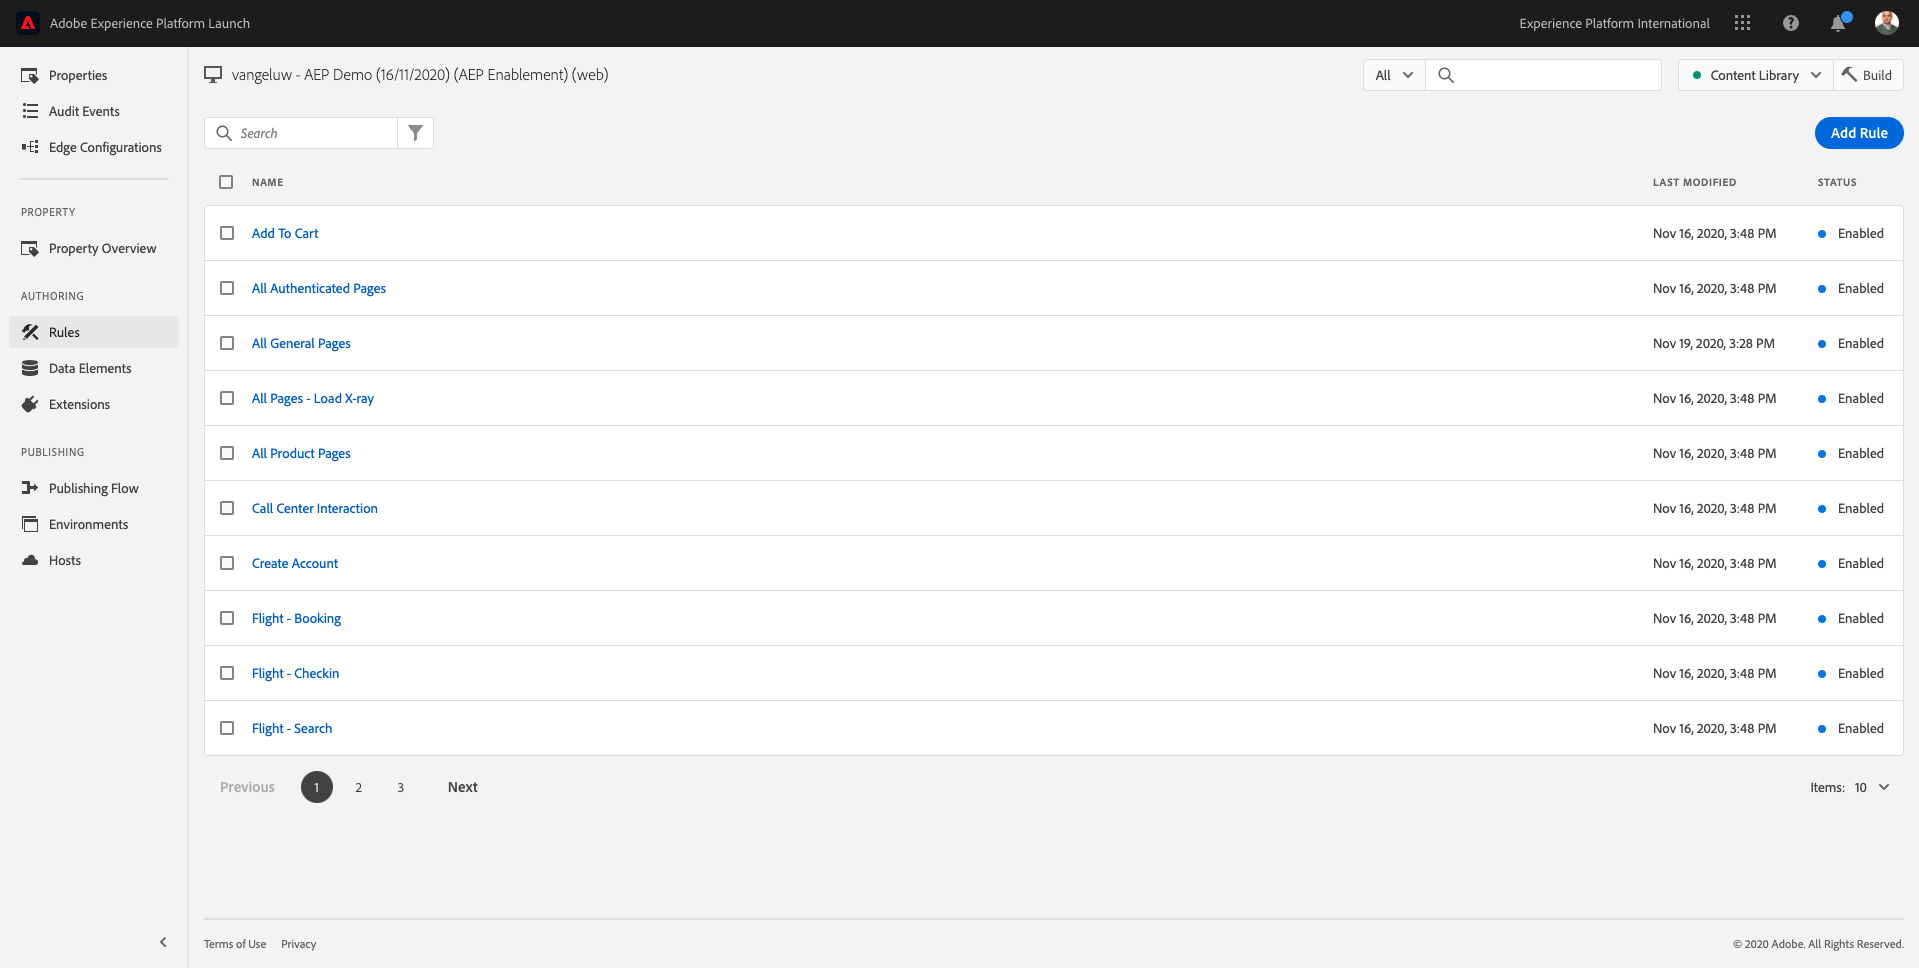 Adobe Experience Platform Launch
Experience Platform International
Properties
Audit Events
Edge Configurations
PROPERTY
Property Overview
AUTHORING
Rules
Data Elements
Extensions
PUBLISHING
Publishing Flow
Environments
Hosts
vangeluw - AEP Demo (16/11/2020) (AEP Enablement) (web)
All
Content Library
Build
Search
Add Rule
NAME LAST MODIFIED STATUS
Add To Cart Nov 16, 2020, 3:48 PM Enabled
All Authenticated Pages Nov 16, 2020, 3:48 PM Enabled
All General Pages Nov 19, 2020, 3:28 PM Enabled
All Pages - Load X-ray Nov 16, 2020, 3:48 PM Enabled
All Product Pages Nov 16, 2020, 3:48 PM Enabled
Call Center Interaction Nov 16, 2020, 3:48 PM Enabled
Create Account Nov 16, 2020, 3:48 PM Enabled
Flight - Booking Nov 16, 2020, 3:48 PM Enabled
Flight - Checkin Nov 16, 2020, 3:48 PM Enabled
Flight - Search Nov 16, 2020, 3:48 PM Enabled
Previous 1 2 3 Next Items: 10
Terms of Use Privacy © 2020 Adobe. All Rights Reserved.